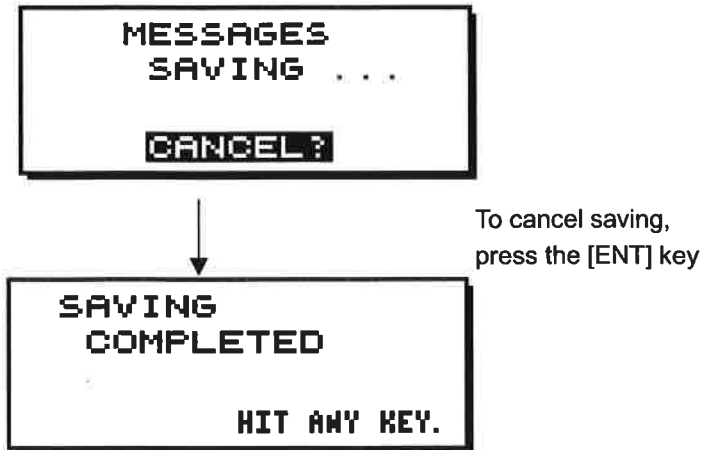 MESSAGES
SAVING ...
CANCEL?
To cancel saving,
press the [ENT] key
SAVING
COMPLETED
HIT ANY KEY.